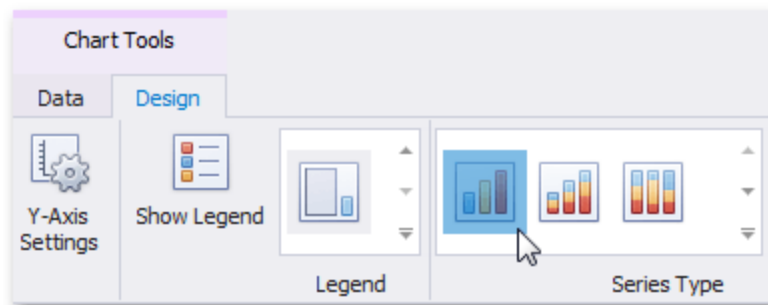 Chart Tools
Data Design
Y-Axis
Settings
Show Legend
Legend
Series Type